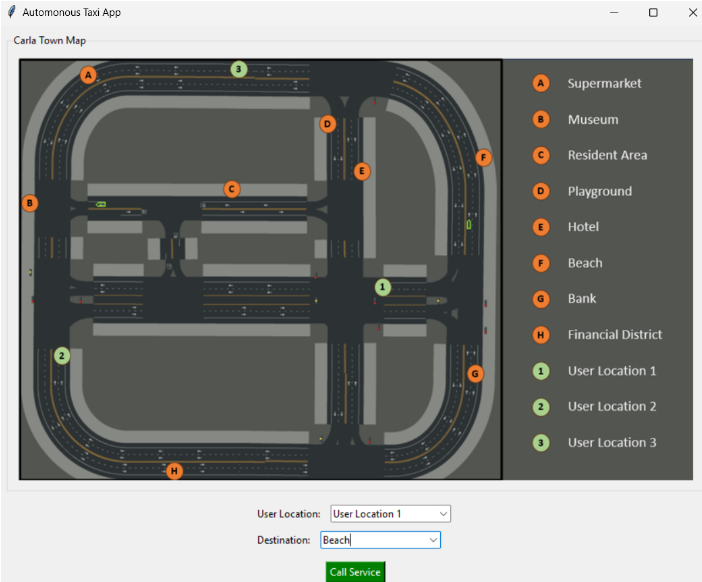 Automonous Taxi App
Carla Town Map
A
3
D
E
F
C
B
1
2
G
H
A Supermarket
B Museum
C Resident Area
D Playground
E Hotel
F Beach
G Bank
H Financial District
1 User Location 1
2 User Location 2
3 User Location 3
User Location: User Location 1
Destination: Beach
Call Service